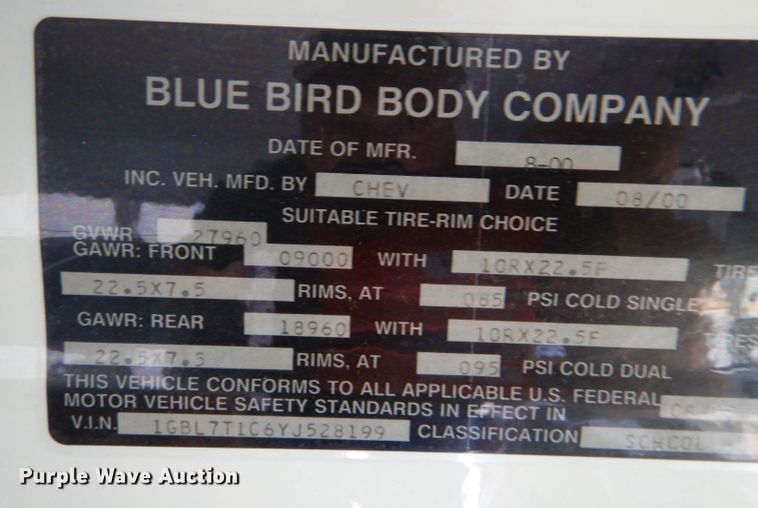 MANUFACTURED BY
BLUE BIRD BODY COMPANY
DATE OF MFR. 8-00
INC. VEH. MFD. BY CHEV DATE 08/00
SUITABLE TIRE-RIM CHOICE
GVWR 27960
GAWR: FRONT 09000 WITH 10RX22.5F TIRE
22.5X7.5 RIMS, AT 085 PSI COLD SINGLE
GAWR: REAR 18960 WITH 10RX22.5F TIRES
22.5X7.5 RIMS, AT 095 PSI COLD DUAL
THIS VEHICLE CONFORMS TO ALL APPLICABLE U.S. FEDERAL
MOTOR VEHICLE SAFETY STANDARDS IN EFFECT IN
V.I.N. 1GBL7T1C6YJ528199 CLASSIFICATION SCHOOL
Purple Wave Auction